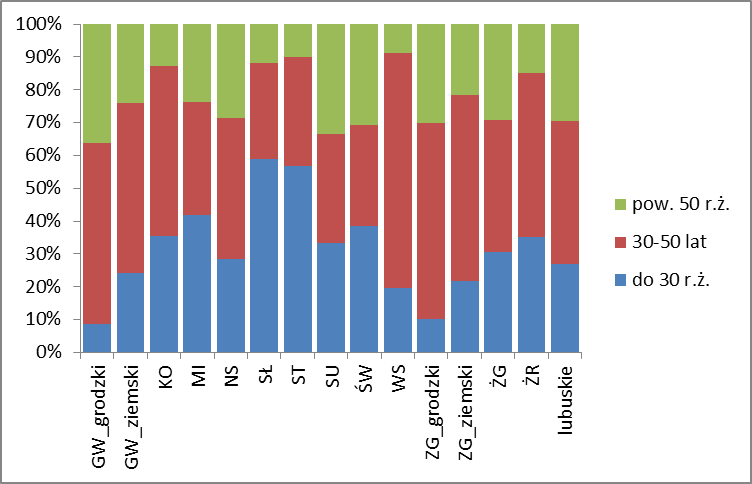 100%
90%
80%
70%
60%
50%
40%
30%
20%
10%
0%
GW_grodzki
GW_ziemski
KO
MI
NS
SŁ
ST
SU
ŚW
WS
ZG_grodzki
ZG_ziemski
ŻG
ŻR
lubuskie
pow. 50 r.ż.
30-50 lat
do 30 r.ż.